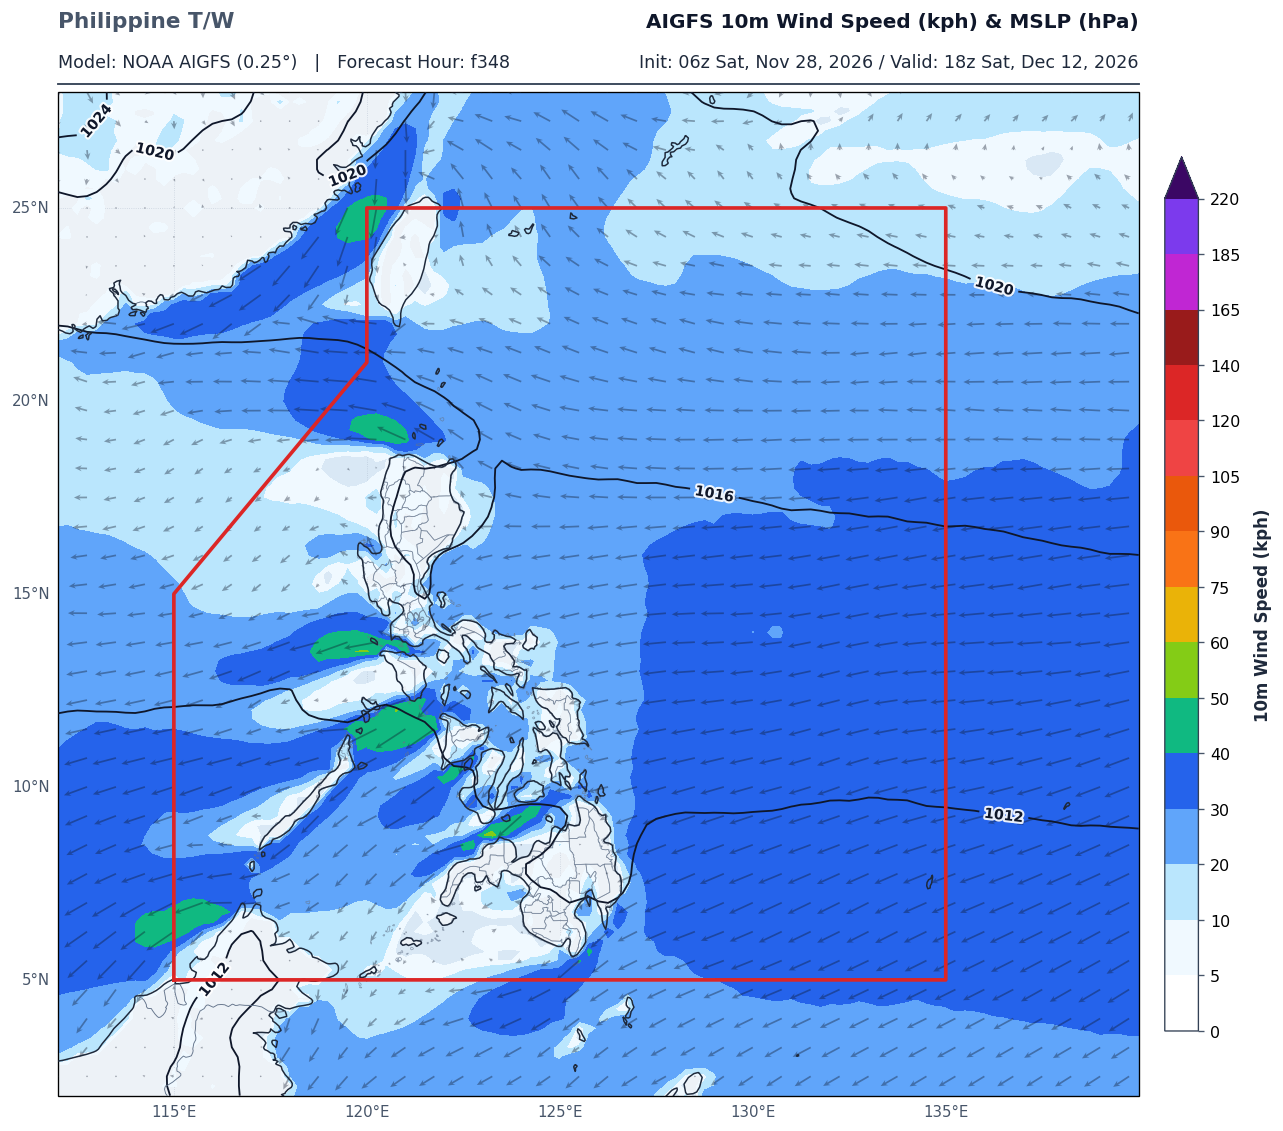 Philippine T/W
AIGFS 10m Wind Speed (kph) & MSLP (hPa)
Model: NOAA AIGFS (0.25°)   |   Forecast Hour: f348
Init: 06z Sat, Nov 28, 2026 / Valid: 18z Sat, Dec 12, 2026
1024
1020
1020
1020
1016
1012
1012
25°N
20°N
15°N
10°N
5°N
115°E
120°E
125°E
130°E
135°E
220
185
165
140
120
105
90
75
60
50
40
30
20
10
5
0
10m Wind Speed (kph)